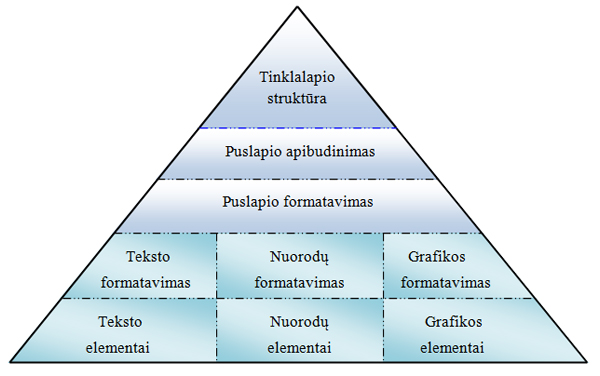 Tinklalapio
struktūra
Puslapio apibudinimas
Puslapio formatavimas
Teksto
formatavimas
Nuorodų
formatavimas
Grafikos
formatavimas
Teksto
elementai
Nuorodų
elementai
Grafikos
elementai